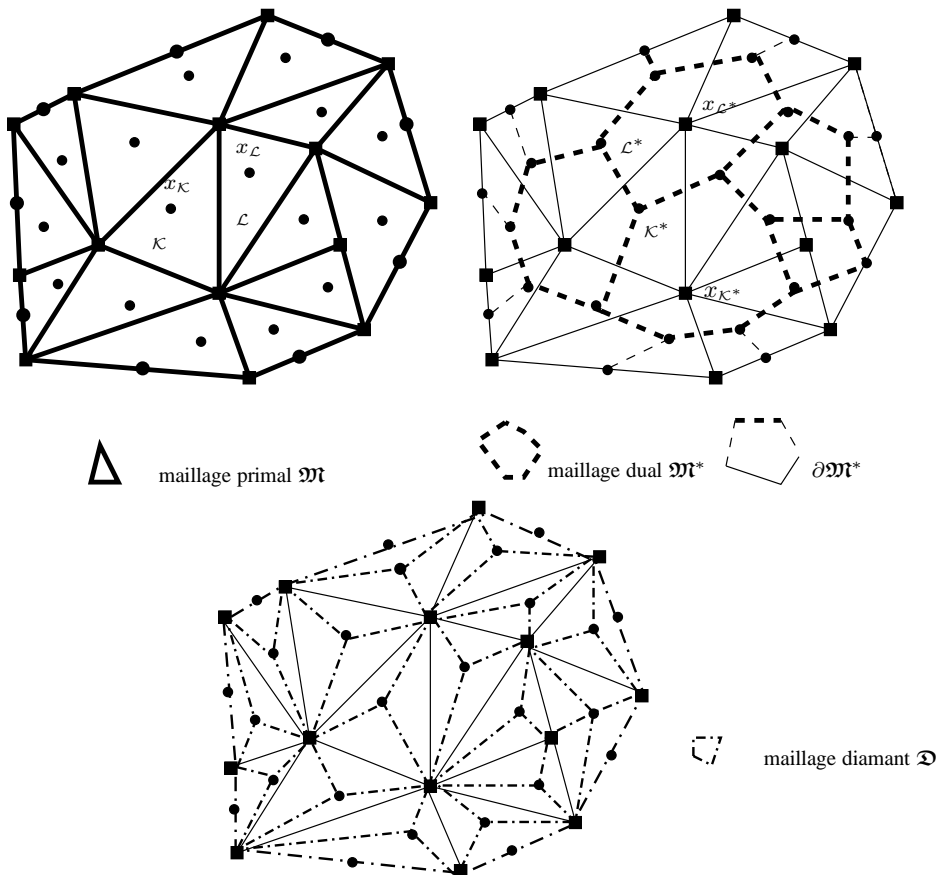 x_𝓛
x_𝓚
𝓛
𝓚
x_𝓛*
𝓛*
𝓚*
x_𝓚*
maillage primal 𝔐
maillage dual 𝔐*
∂𝔐*
maillage diamant 𝔇